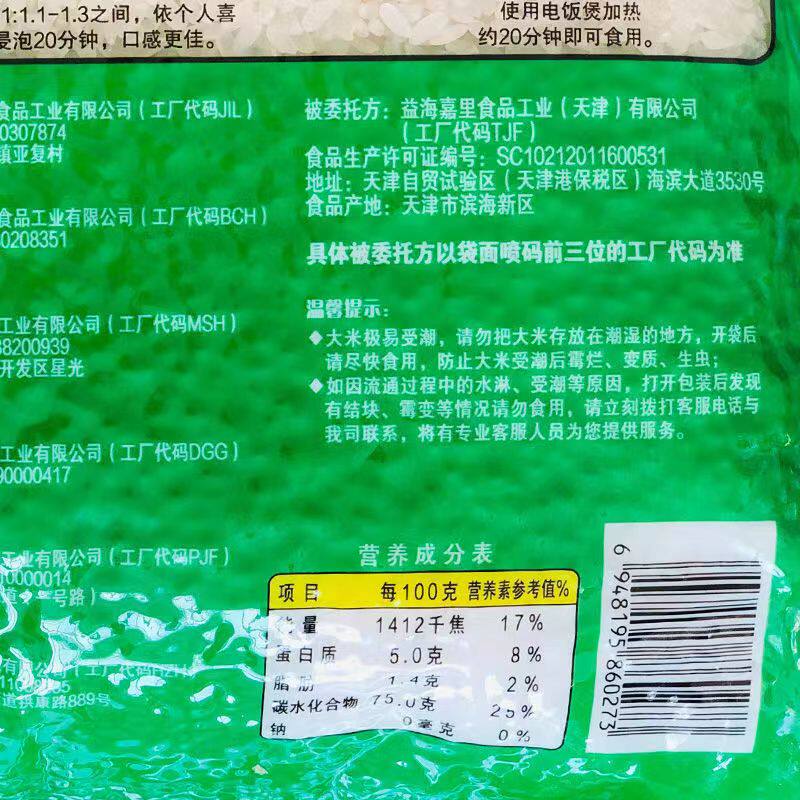 1:1.1-1.3之间，依个人喜
浸泡20分钟，口感更佳。
使用电饭煲加热
约20分钟即可食用。
食品工业有限公司（工厂代码JIL）
0307874
镇亚复村
食品工业有限公司（工厂代码BCH）
0208351
工业有限公司（工厂代码MSH）
38200939
开发区星光
工业有限公司（工厂代码DGG）
90000417
工业有限公司（工厂代码PJF）
10000014
号路）
有限公司（工厂代码HZH）
道拱康路889号
被委托方：益海嘉里食品工业（天津）有限公司
（工厂代码TJF）
食品生产许可证编号：SC10212011600531
地址：天津自贸试验区（天津港保税区）海滨大道3530号
食品产地：天津市滨海新区
具体被委托方以袋面喷码前三位的工厂代码为准
温馨提示：
◆大米极易受潮，请勿把大米存放在潮湿的地方，开袋后
请尽快食用，防止大米受潮后霉烂、变质、生虫；
◆如因流通过程中的水淋、受潮等原因，打开包装后发现
有结块、霉变等情况请勿食用，请立刻拨打客服电话与
我司联系，将有专业客服人员为您提供服务。
营养成分表
项目 每100克 营养素参考值%
能量 1412千焦 17%
蛋白质 5.0克 8%
脂肪 1.4克 2%
碳水化合物 75.0克 25%
钠 0毫克 0%
6 948195 860273